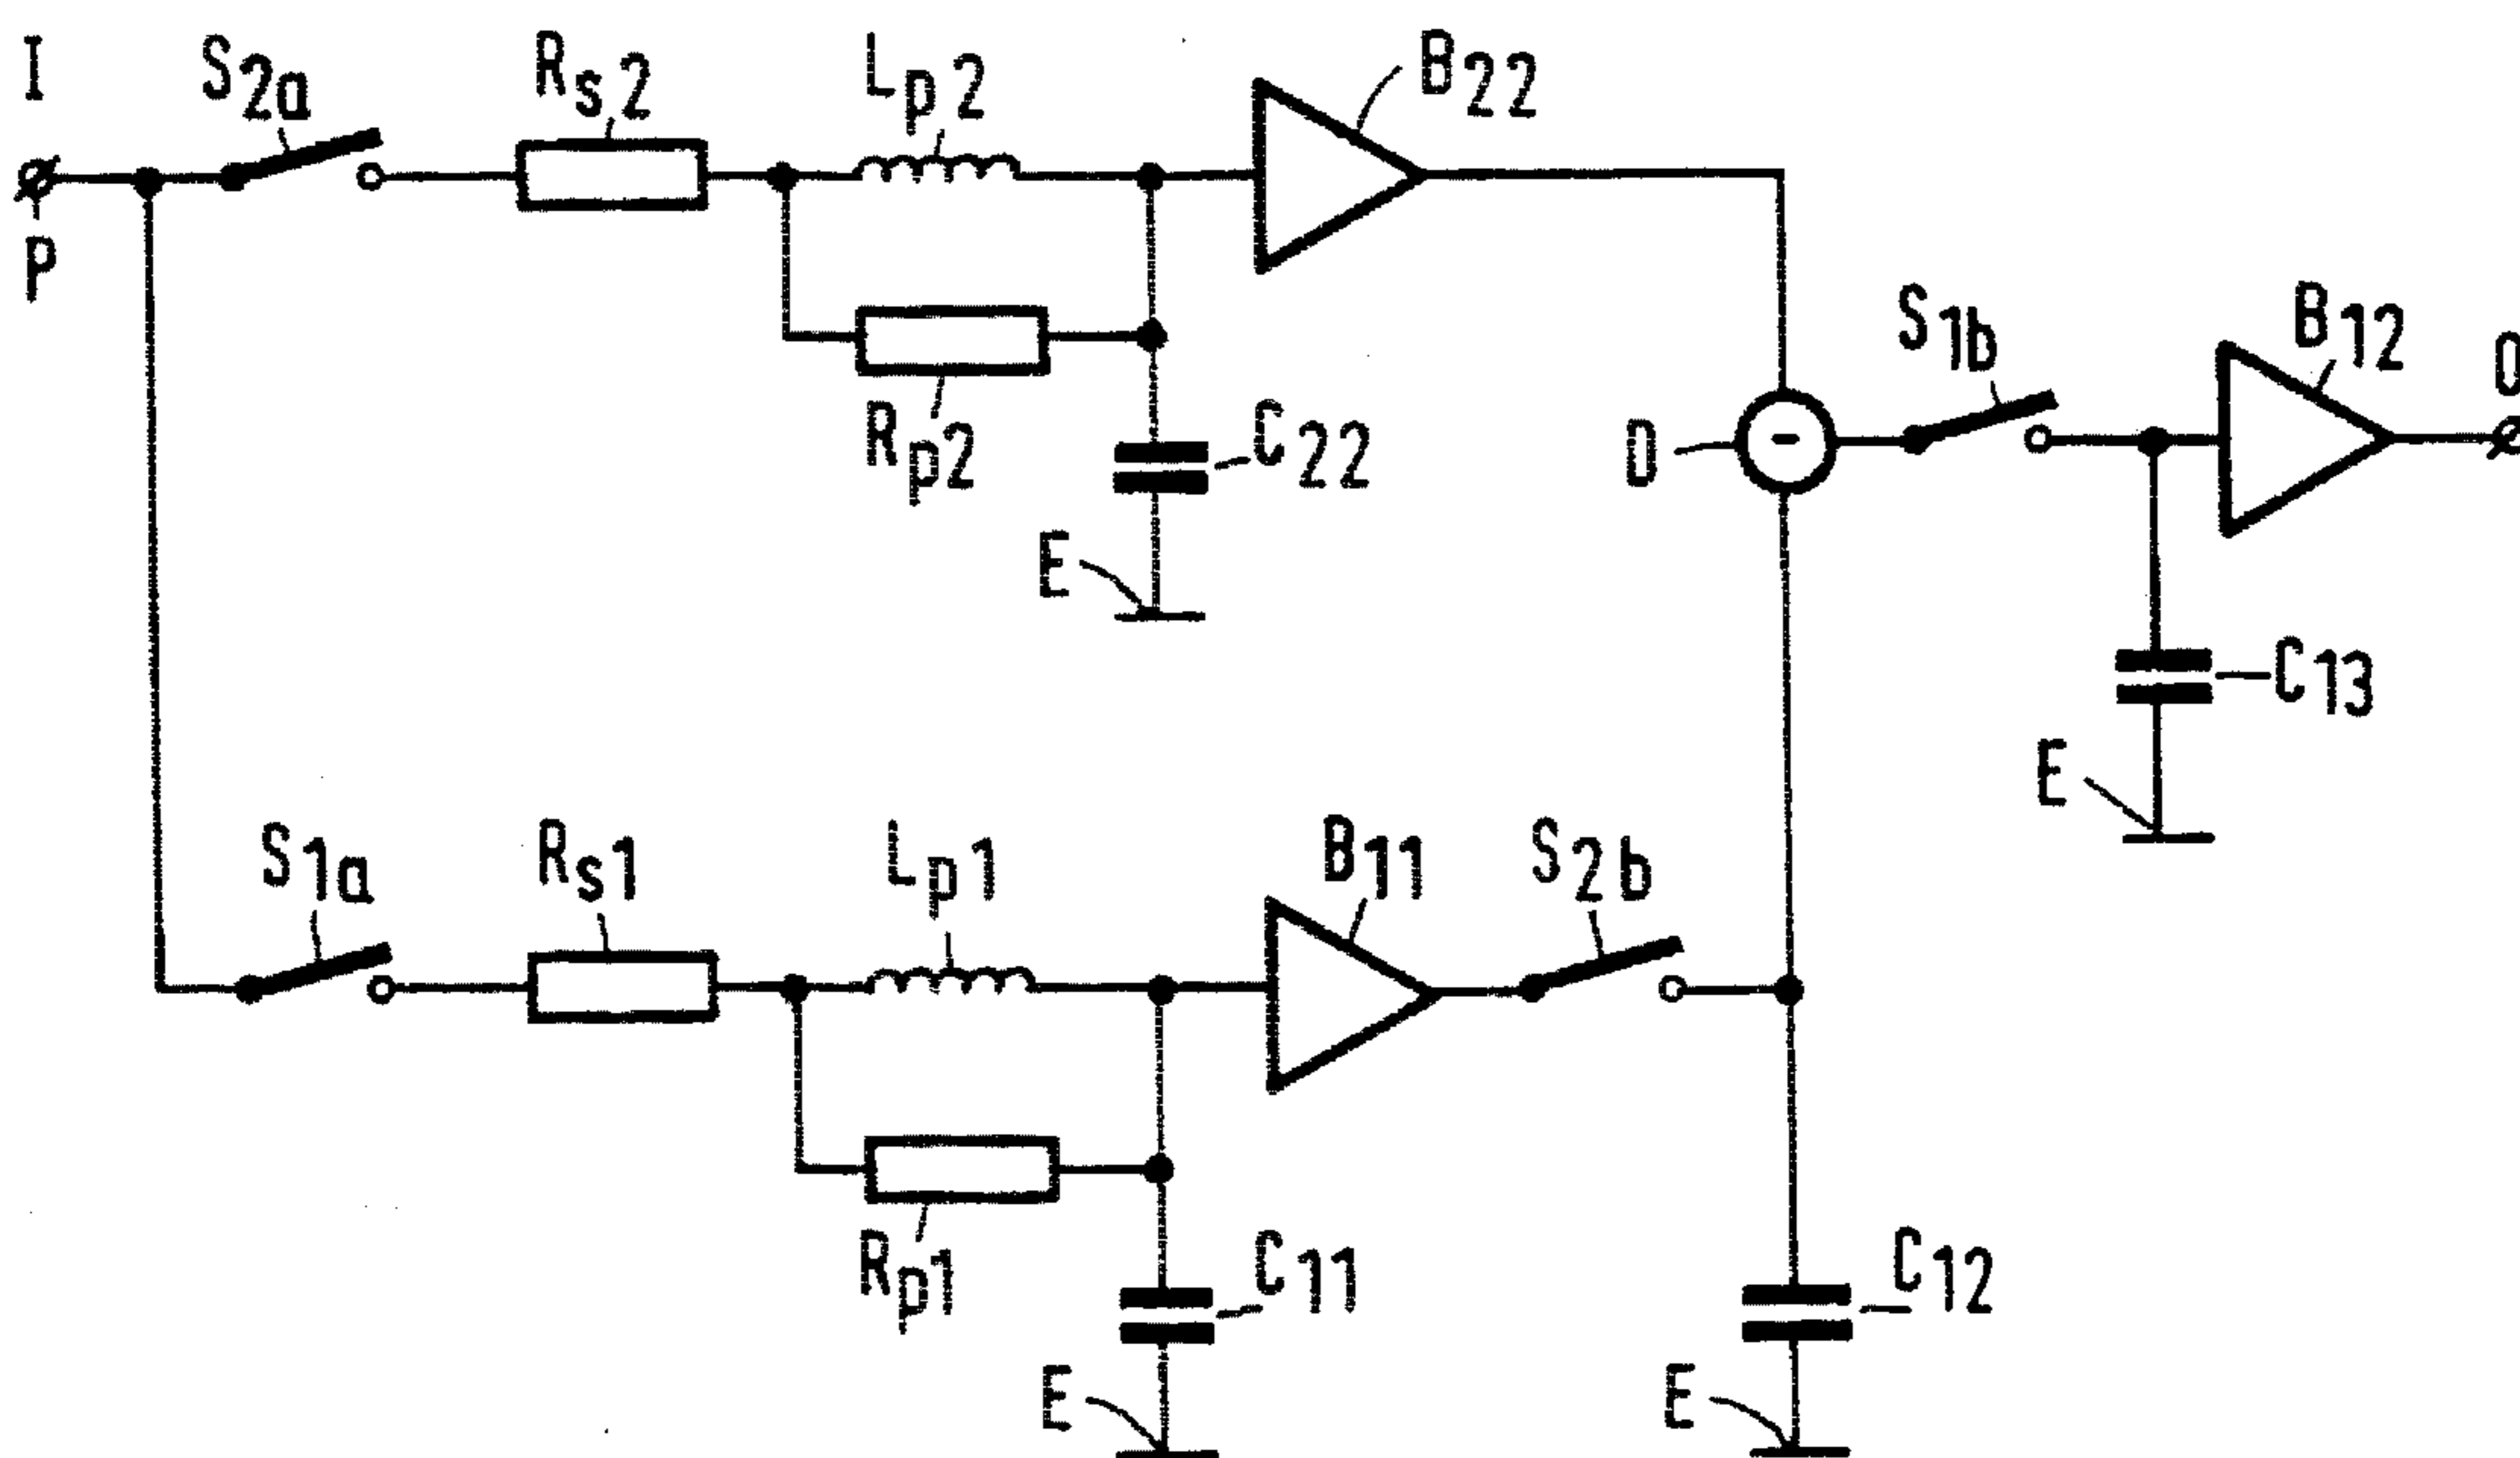 I
S2a
Rs2
Lp2
B22
P
Rp2
C22
E
D
S1b
B12
O
C13
E
S1a
Rs1
Lp1
B11
S2b
Rp1
C11
E
C12
E